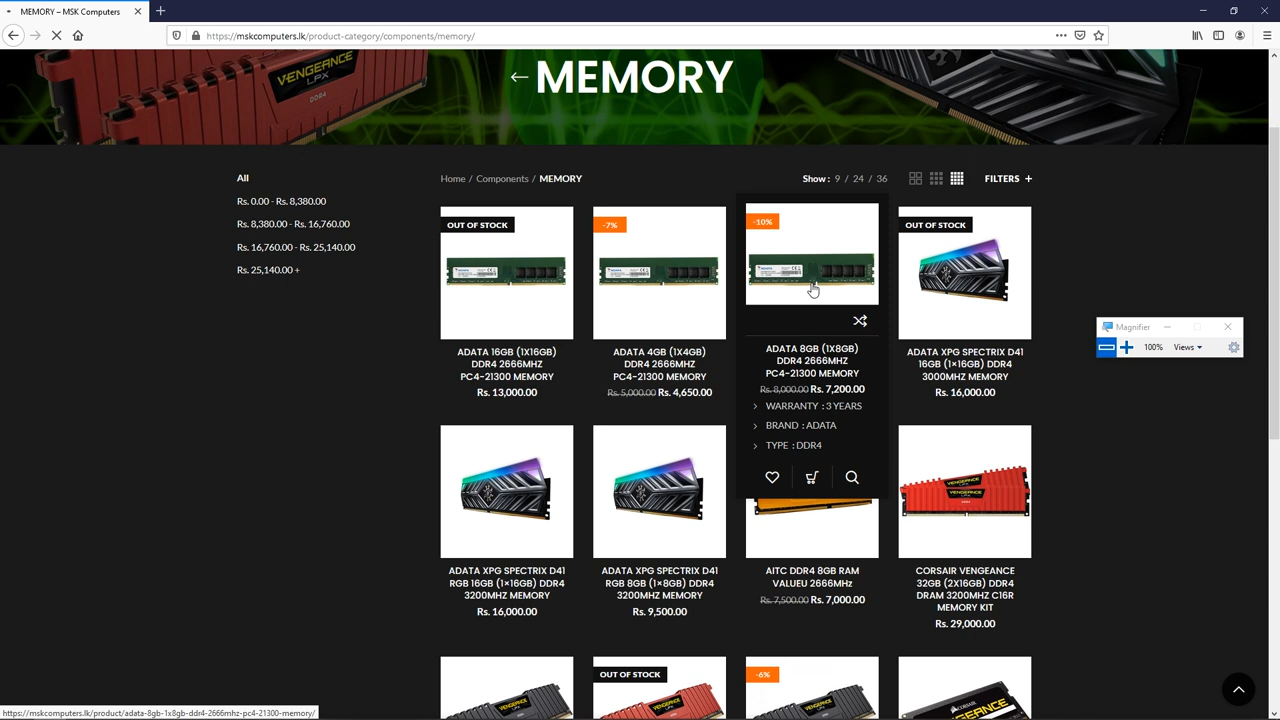 MEMORY – MSK Computers
https://mskcomputers.lk/product-category/components/memory/
VENGEANCE
LPX
DDR4
MEMORY
All
Rs. 0.00 - Rs. 8,380.00
Rs. 8,380.00 - Rs. 16,760.00
Rs. 16,760.00 - Rs. 25,140.00
Rs. 25,140.00 +
Home / Components / MEMORY
Show : 9 / 24 / 36
FILTERS +
OUT OF STOCK
ADATA 16GB (1X16GB)
DDR4 2666MHZ
PC4-21300 MEMORY
Rs. 13,000.00
-7%
ADATA 4GB (1X4GB)
DDR4 2666MHZ
PC4-21300 MEMORY
Rs. 5,000.00 Rs. 4,650.00
-10%
ADATA 8GB (1X8GB)
DDR4 2666MHZ
PC4-21300 MEMORY
Rs. 8,000.00 Rs. 7,200.00
WARRANTY : 3 YEARS
BRAND : ADATA
TYPE : DDR4
OUT OF STOCK
ADATA XPG SPECTRIX D41
16GB (1×16GB) DDR4
3000MHZ MEMORY
Rs. 16,000.00
Magnifier
100%
Views
ADATA XPG SPECTRIX D41
RGB 16GB (1×16GB) DDR4
3200MHZ MEMORY
Rs. 16,000.00
ADATA XPG SPECTRIX D41
RGB 8GB (1×8GB) DDR4
3200MHZ MEMORY
Rs. 9,500.00
AITC DDR4 8GB RAM
VALUEU 2666MHz
Rs. 7,500.00 Rs. 7,000.00
VENGEANCE
VENGEANCE
CORSAIR VENGEANCE
32GB (2X16GB) DDR4
DRAM 3200MHZ C16R
MEMORY KIT
Rs. 29,000.00
OUT OF STOCK
-6%
CORSAIR
https://mskcomputers.lk/product/adata-8gb-1x8gb-ddr4-2666mhz-pc4-21300-memory/